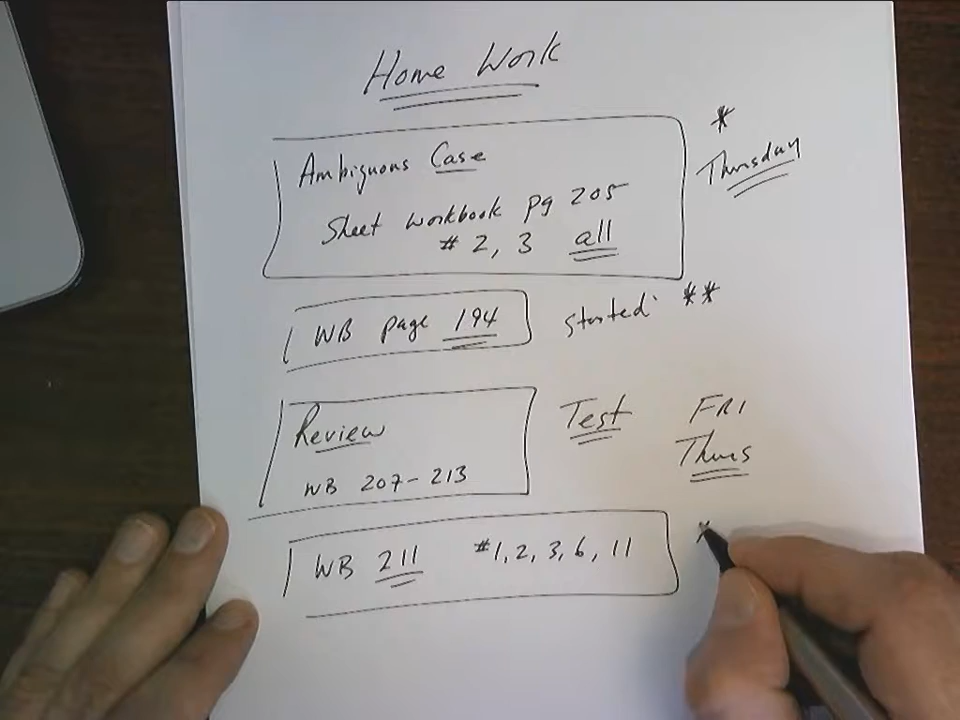 Home Work
*
Ambiguous Case
Thursday
Sheet Workbook pg 205
# 2, 3 all
WB page 194 started **
Review Test FRI
Thurs
WB 207-213
WB 211 #1, 2, 3, 6, 11 *